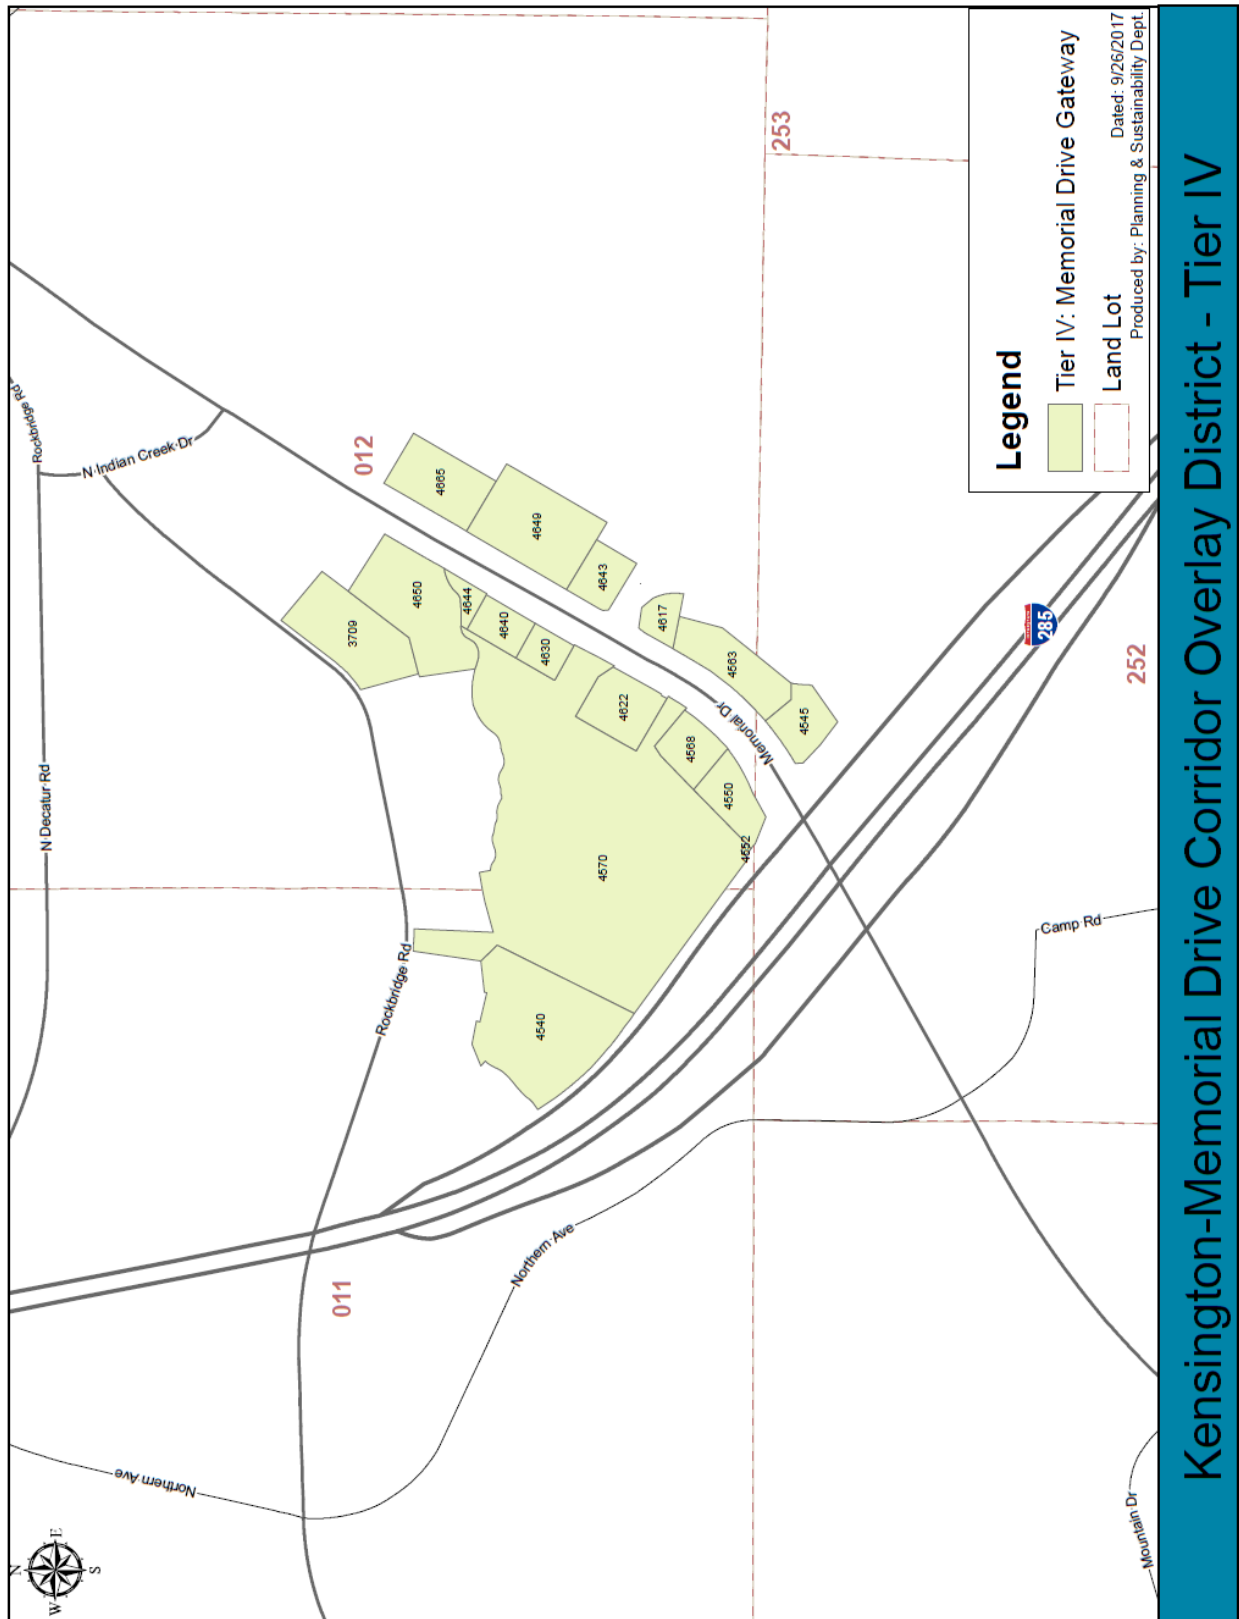 Kensington-Memorial Drive Corridor Overlay District - Tier IV
Legend
Tier IV: Memorial Drive Gateway
Land Lot
Dated: 9/26/2017
Produced by: Planning & Sustainability Dept.
N
W
E
S
Rockbridge Rd
N Indian Creek Dr
N Decatur Rd
Rockbridge Rd
Northern Ave
Northern Ave
Camp Rd
Mountain Dr
Memorial Dr
INTERSTATE
285
011
012
252
253
3709
4650
4644
4640
4630
4622
4568
4550
4552
4570
4540
4665
4649
4643
4617
4563
4545